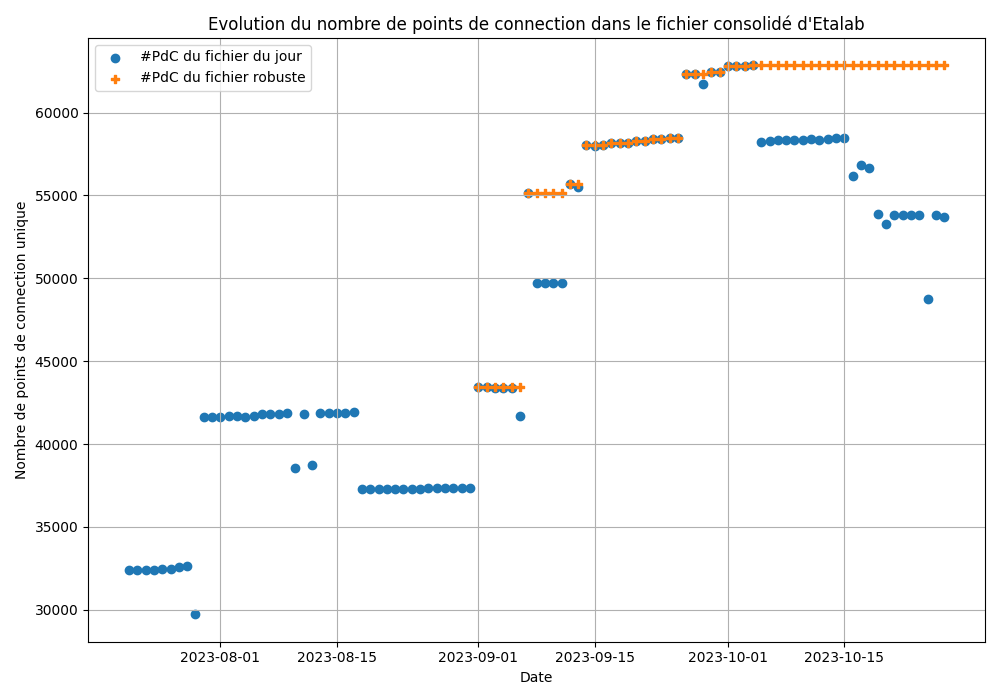 Evolution du nombre de points de connection dans le fichier consolidé d'Etalab
#PdC du fichier du jour
#PdC du fichier robuste
Nombre de points de connection unique
60000
55000
50000
45000
40000
35000
30000
2023-08-01
2023-08-15
2023-09-01
2023-09-15
2023-10-01
2023-10-15
Date